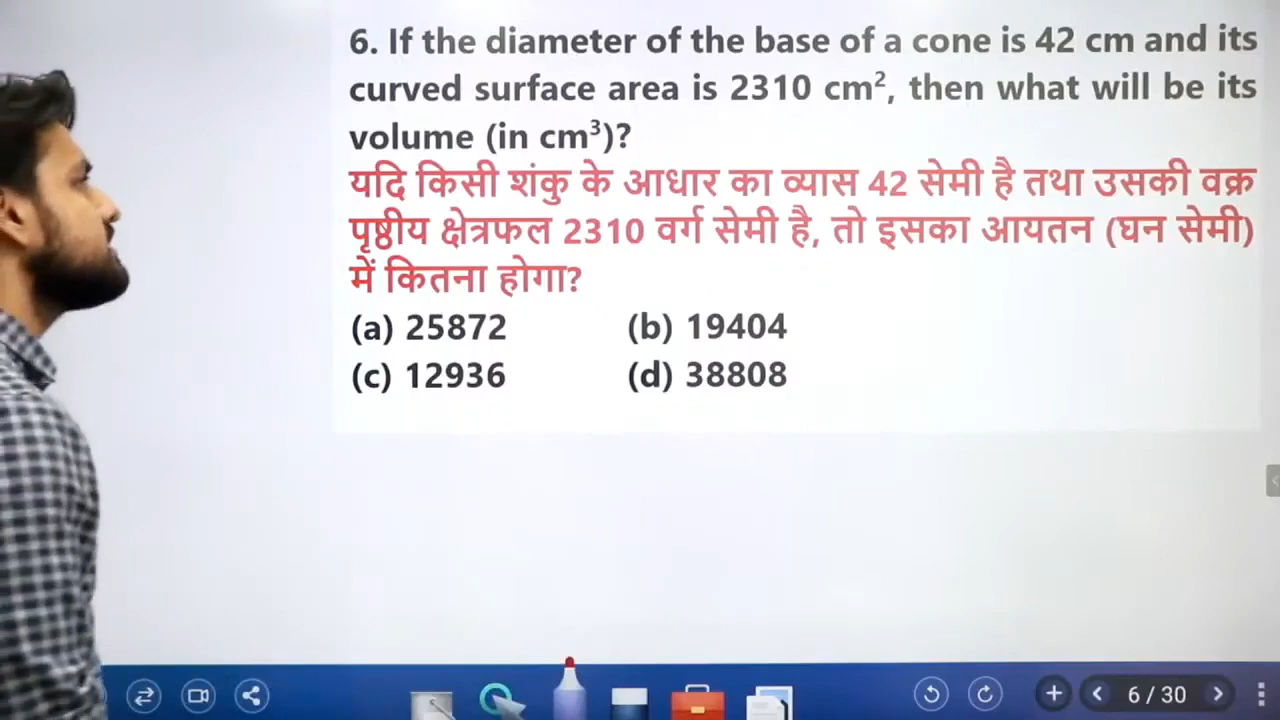 6. If the diameter of the base of a cone is 42 cm and its
curved surface area is 2310 cm², then what will be its
volume (in cm³)?
यदि किसी शंकु के आधार का व्यास 42 सेमी है तथा उसकी वक्र
पृष्ठीय क्षेत्रफल 2310 वर्ग सेमी है, तो इसका आयतन (घन सेमी)
में कितना होगा?
(a) 25872 (b) 19404
(c) 12936 (d) 38808
6 / 30